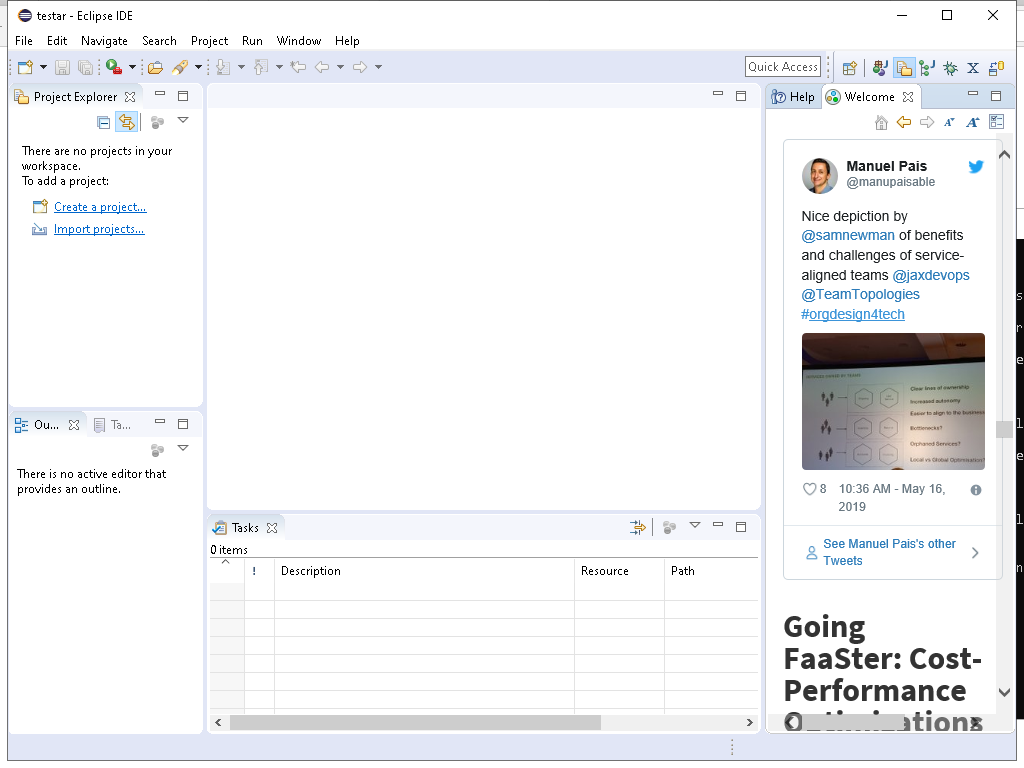 testar - Eclipse IDE
File Edit Navigate Search Project Run Window Help
Quick Access
Project Explorer
There are no projects in your
workspace.
To add a project:
Create a project...
Import projects...
Ou... Ta...
There is no active editor that
provides an outline.
Tasks
0 items
! Description Resource Path
Help Welcome
Manuel Pais
@manupaisable
Nice depiction by
@samnewman of benefits
and challenges of service-
aligned teams @jaxdevops
@TeamTopologies
#orgdesign4tech
Clear lines of ownership
Increased autonomy
Easier to align to the business
Bottlenecks?
Orphaned Services?
Local vs Global Optimisation?
8 10:36 AM - May 16,
2019
See Manuel Pais's other
Tweets
Going
FaaSter: Cost-
Performance
Optimizations